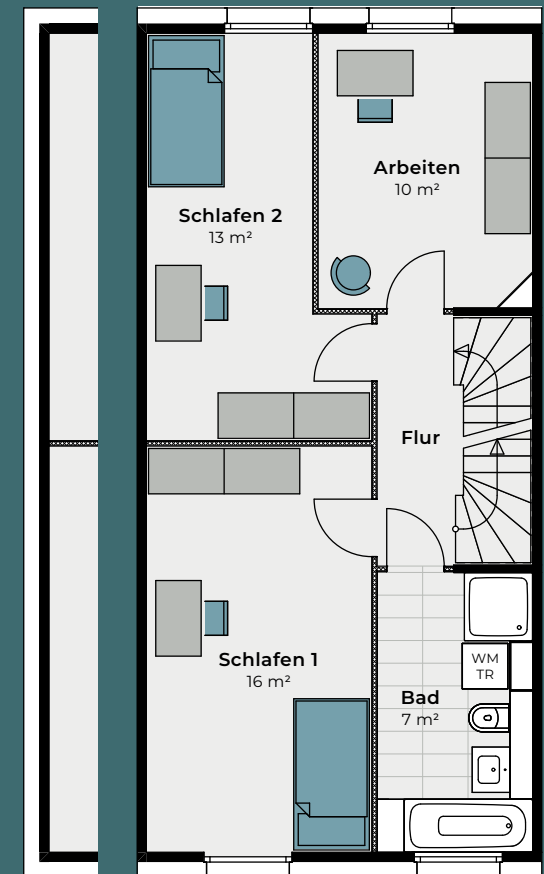 Arbeiten
10 m²
Schlafen 2
13 m²
Flur
Schlafen 1
16 m²
WM
TR
Bad
7 m²